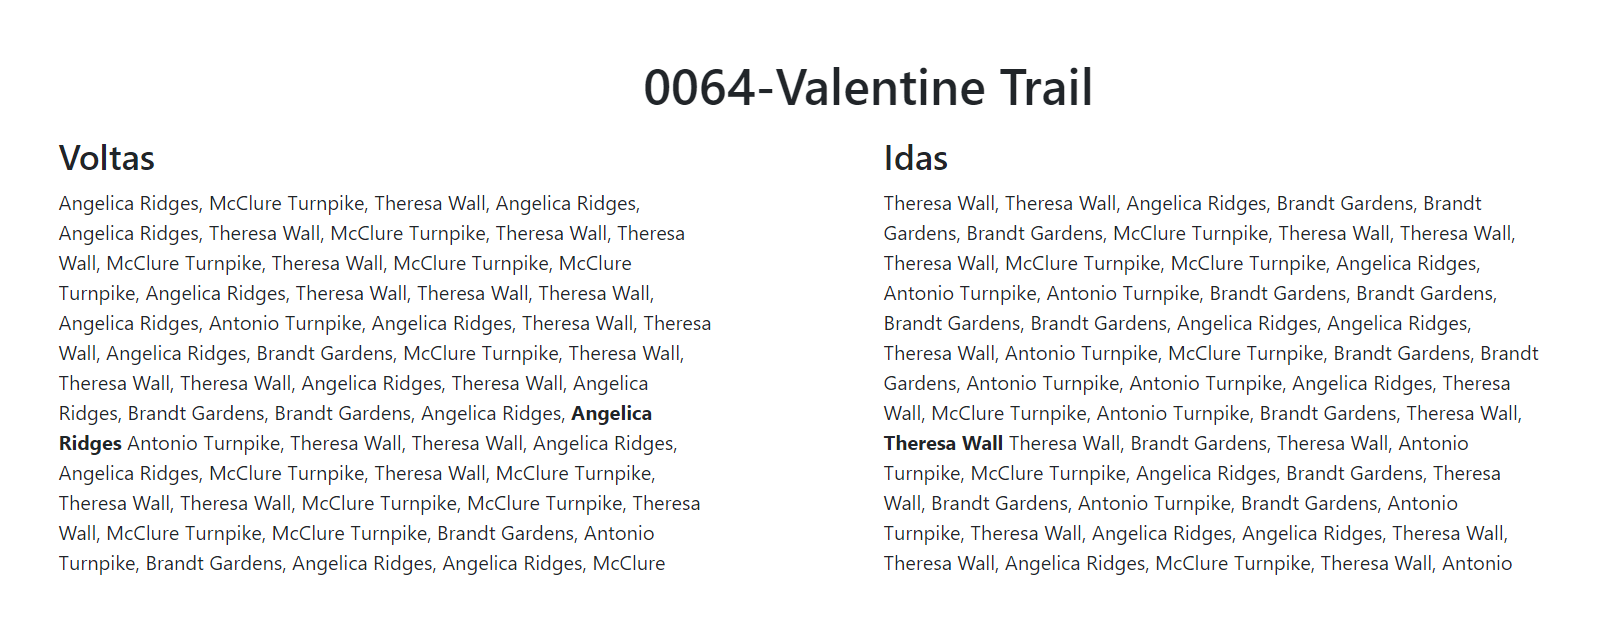 0064-Valentine Trail
Voltas
Angelica Ridges, McClure Turnpike, Theresa Wall, Angelica Ridges,
Angelica Ridges, Theresa Wall, McClure Turnpike, Theresa Wall, Theresa
Wall, McClure Turnpike, Theresa Wall, McClure Turnpike, McClure
Turnpike, Angelica Ridges, Theresa Wall, Theresa Wall, Theresa Wall,
Angelica Ridges, Antonio Turnpike, Angelica Ridges, Theresa Wall, Theresa
Wall, Angelica Ridges, Brandt Gardens, McClure Turnpike, Theresa Wall,
Theresa Wall, Theresa Wall, Angelica Ridges, Theresa Wall, Angelica
Ridges, Brandt Gardens, Brandt Gardens, Angelica Ridges, Angelica
Ridges Antonio Turnpike, Theresa Wall, Theresa Wall, Angelica Ridges,
Angelica Ridges, McClure Turnpike, Theresa Wall, McClure Turnpike,
Theresa Wall, Theresa Wall, McClure Turnpike, McClure Turnpike, Theresa
Wall, McClure Turnpike, McClure Turnpike, Brandt Gardens, Antonio
Turnpike, Brandt Gardens, Angelica Ridges, Angelica Ridges, McClure
Idas
Theresa Wall, Theresa Wall, Angelica Ridges, Brandt Gardens, Brandt
Gardens, Brandt Gardens, McClure Turnpike, Theresa Wall, Theresa Wall,
Theresa Wall, McClure Turnpike, McClure Turnpike, Angelica Ridges,
Antonio Turnpike, Antonio Turnpike, Brandt Gardens, Brandt Gardens,
Brandt Gardens, Brandt Gardens, Angelica Ridges, Angelica Ridges,
Theresa Wall, Antonio Turnpike, McClure Turnpike, Brandt Gardens, Brandt
Gardens, Antonio Turnpike, Antonio Turnpike, Angelica Ridges, Theresa
Wall, McClure Turnpike, Antonio Turnpike, Brandt Gardens, Theresa Wall,
Theresa Wall Theresa Wall, Brandt Gardens, Theresa Wall, Antonio
Turnpike, McClure Turnpike, Angelica Ridges, Brandt Gardens, Theresa
Wall, Brandt Gardens, Antonio Turnpike, Brandt Gardens, Antonio
Turnpike, Theresa Wall, Angelica Ridges, Angelica Ridges, Theresa Wall,
Theresa Wall, Angelica Ridges, McClure Turnpike, Theresa Wall, Antonio